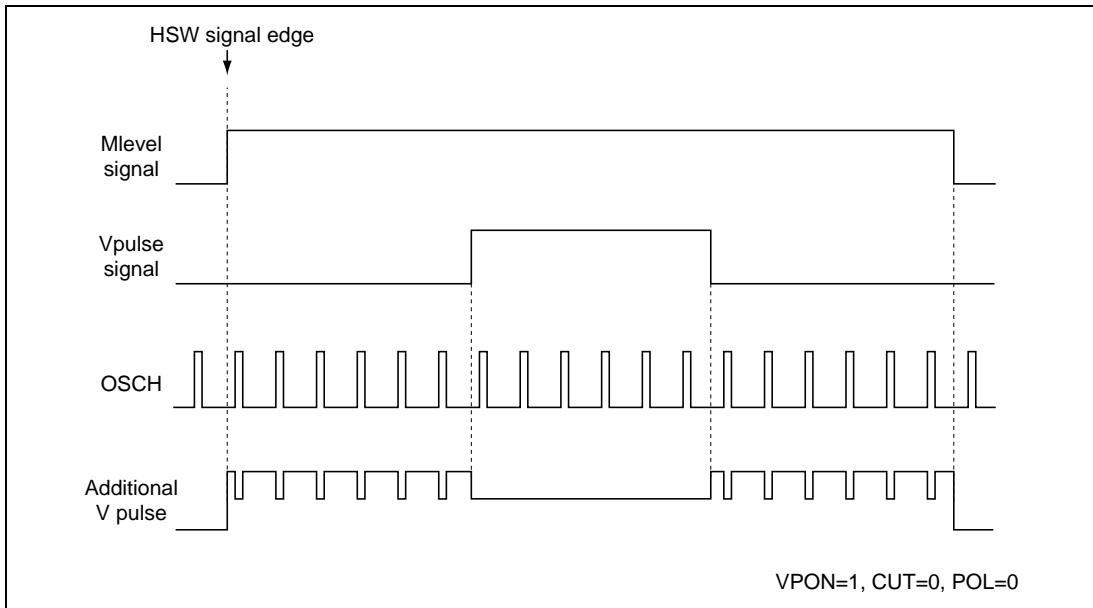 HSW signal edge
Mlevel
signal
Vpulse
signal
OSCH
Additional
V pulse
VPON=1, CUT=0, POL=0